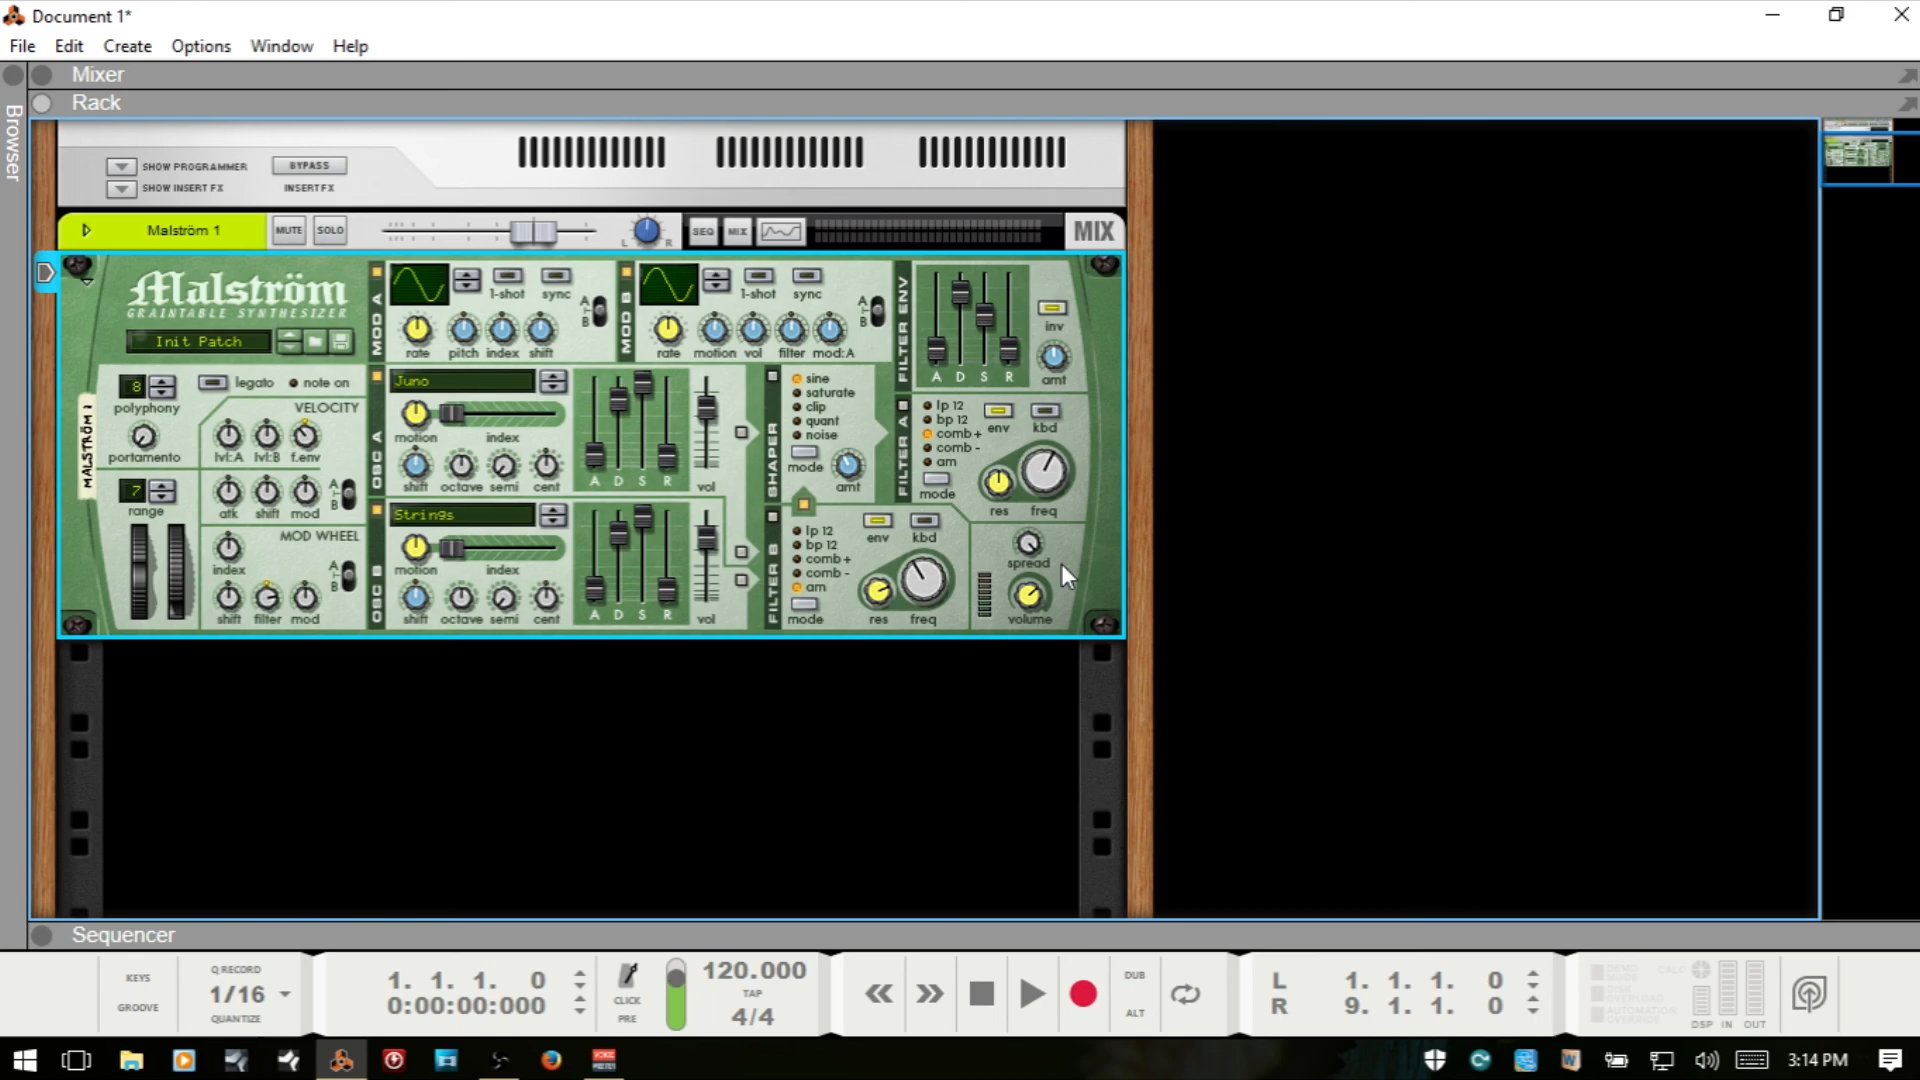 Document 1*
File Edit Create Options Window Help
Mixer
Rack
Browser
SHOW PROGRAMMER BYPASS
SHOW INSERT FX INSERT FX
Malström 1 MUTE SOLO L R SEQ MIX MIX
Malström
GRAINTABLE SYNTHESIZER
Init Patch
MALSTRÖM 1
8 legato note on
polyphony VELOCITY
portamento lvl:A lvl:B f.env
7 A B
range atk shift mod
MOD WHEEL
index A B
shift filter mod
MOD A 1-shot sync A B
rate pitch index shift
MOD B 1-shot sync A B
rate motion vol filter mod:A
FILTER ENV inv
A D S R amt
OSC A Juno
motion index
shift octave semi cent A D S R vol
OSC B Strings
motion index
shift octave semi cent A D S R vol
SHAPER sine
saturate
clip
quant
noise
mode amt
FILTER A lp 12
bp 12 env kbd
comb +
comb -
am
mode res freq
FILTER B lp 12
bp 12 env kbd
comb +
comb -
am
mode res freq
spread
volume
Sequencer
KEYS
GROOVE
Q RECORD
1/16
QUANTIZE
1. 1. 1. 0
0:00:00:000
CLICK
PRE
120.000
TAP
4/4
DUB
ALT
L 1. 1. 1. 0
R 9. 1. 1. 0
DEMO MODE CALC
DISK OVERLOAD
AUTOMATION OVERRIDE
DSP IN OUT
3:14 PM